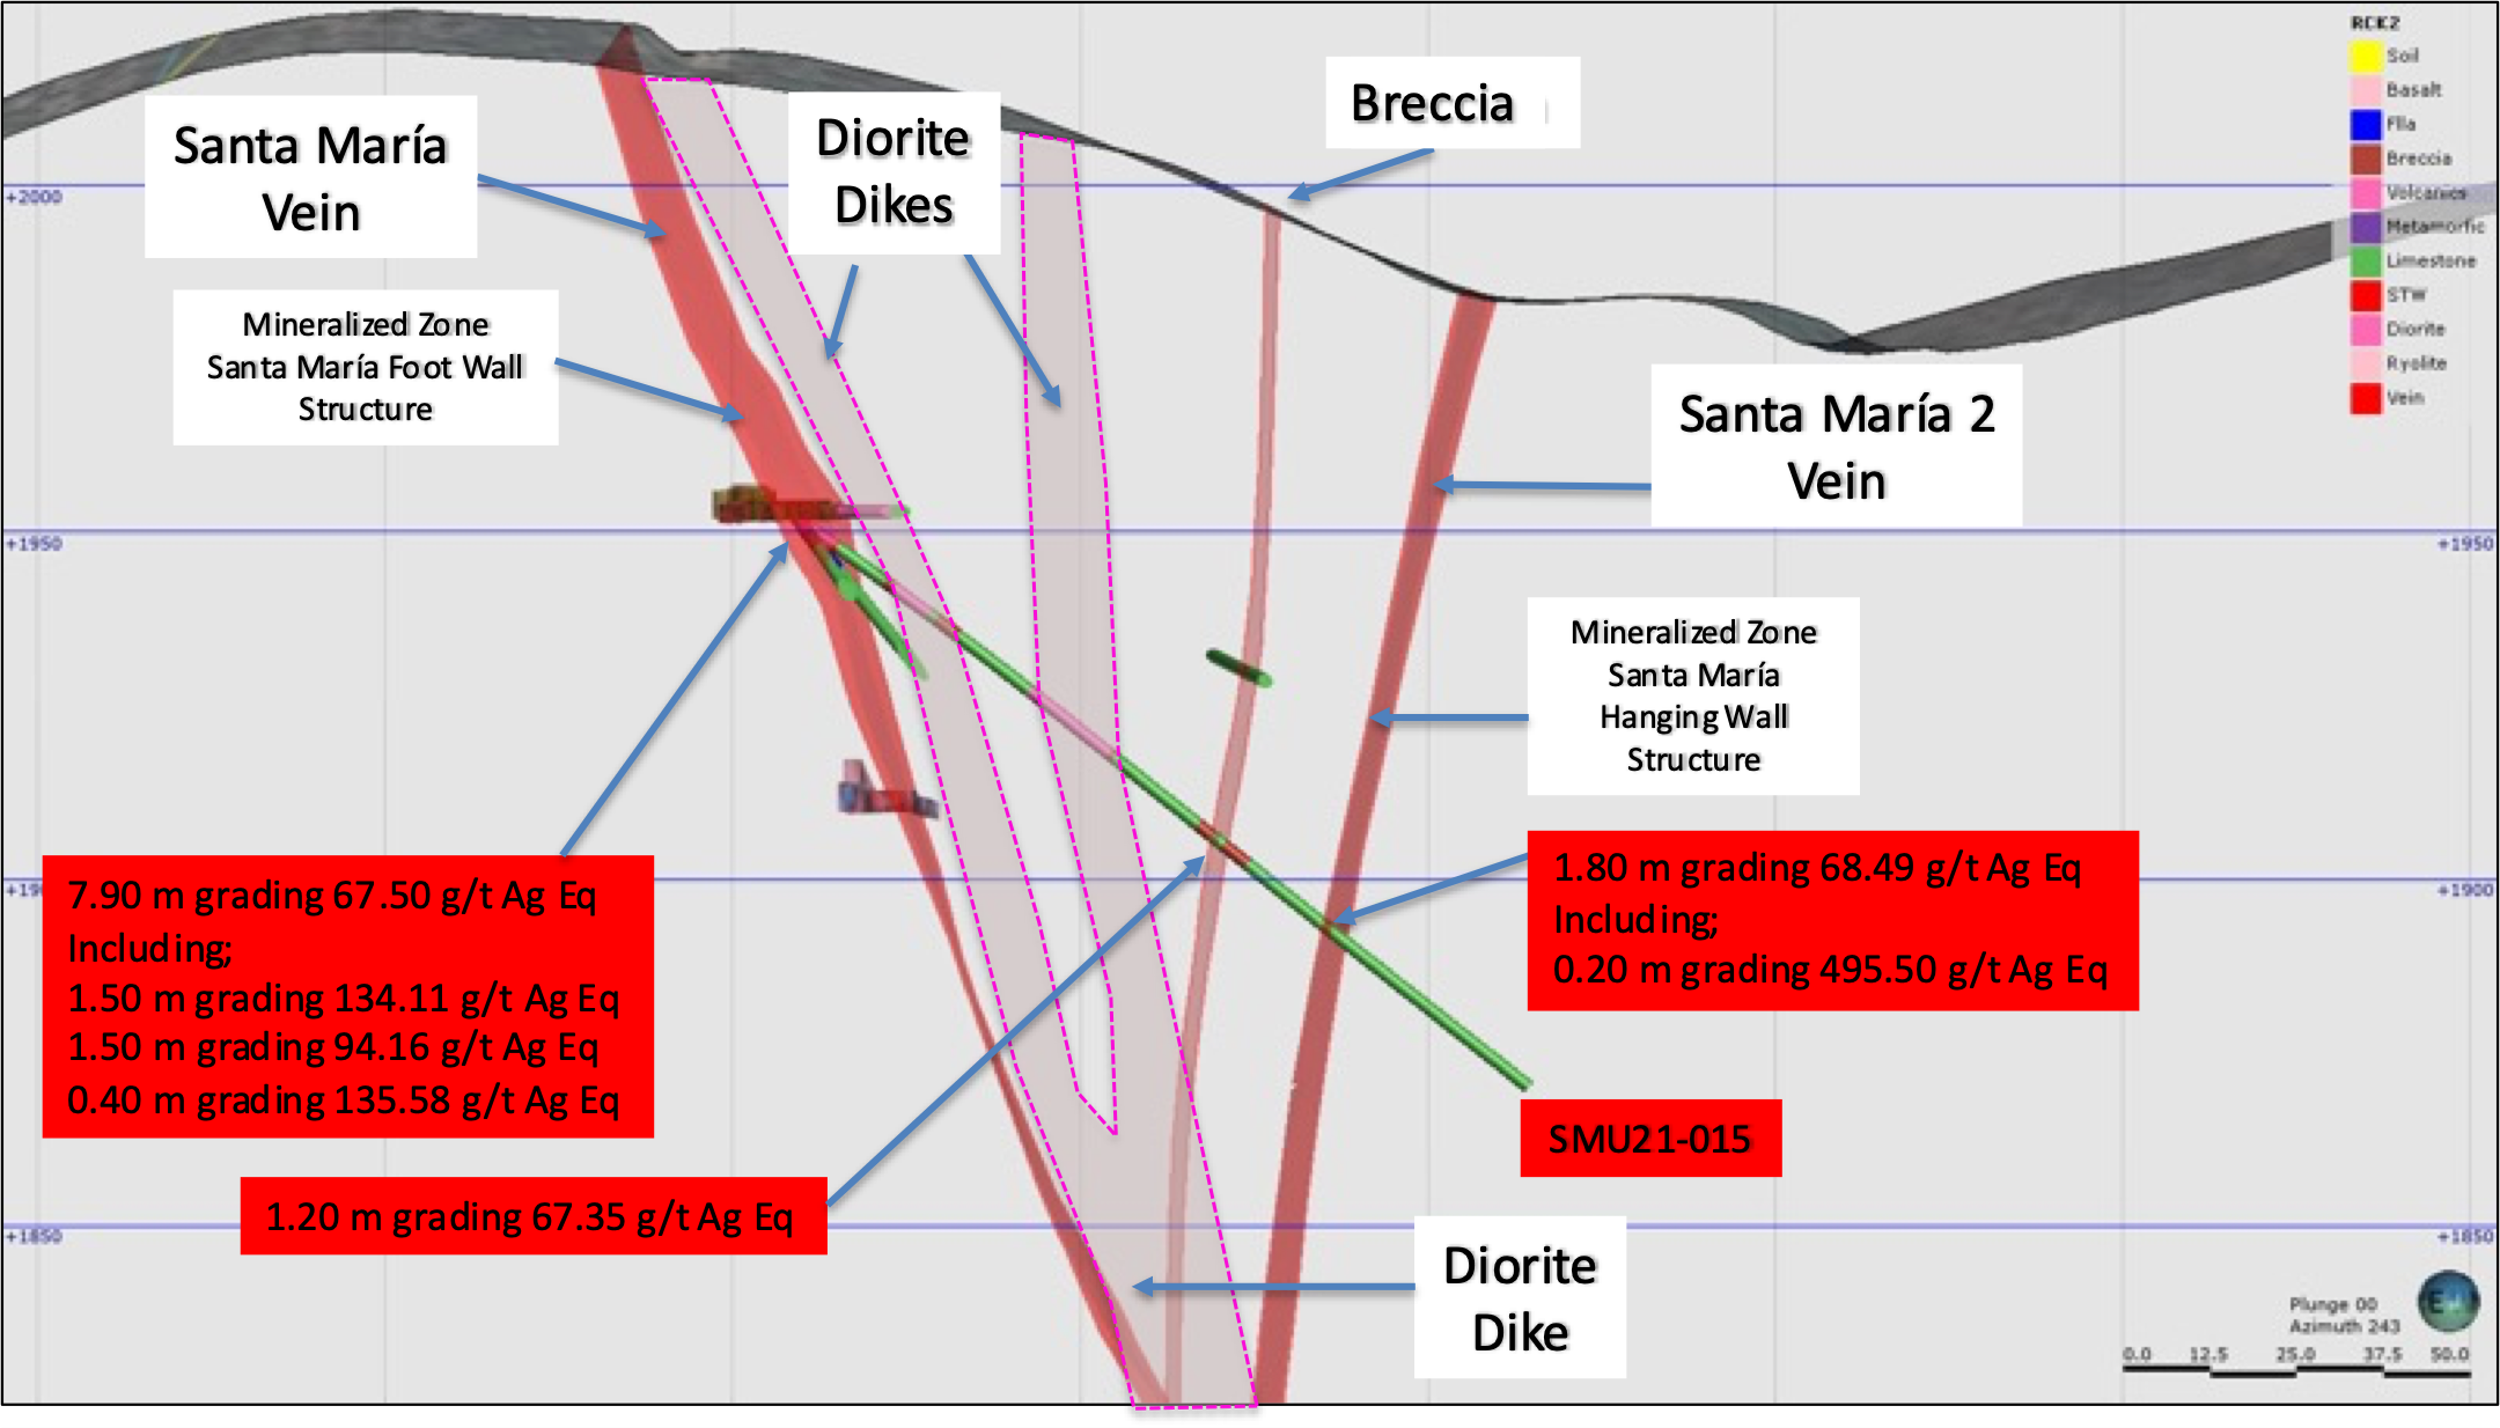 RCK2
Soil
Basalt
Flla
Breccia
Volcanics
Metamorfic
Limestone
STW
Diorite
Ryolite
Vein
Breccia
Santa María
Vein
Diorite
Dikes
+2000
Mineralized Zone
Santa María Foot Wall
Structure
Santa María 2
Vein
+1950
+1950
Mineralized Zone
Santa María
Hanging Wall
Structure
7.90 m grading 67.50 g/t Ag Eq
Including;
1.50 m grading 134.11 g/t Ag Eq
1.50 m grading 94.16 g/t Ag Eq
0.40 m grading 135.58 g/t Ag Eq
1.80 m grading 68.49 g/t Ag Eq
Including;
0.20 m grading 495.50 g/t Ag Eq
+1900
SMU21-015
1.20 m grading 67.35 g/t Ag Eq
+1850
+1850
Diorite
Dike
Plunge 00
Azimuth 243
0.0 12.5 25.0 37.5 50.0